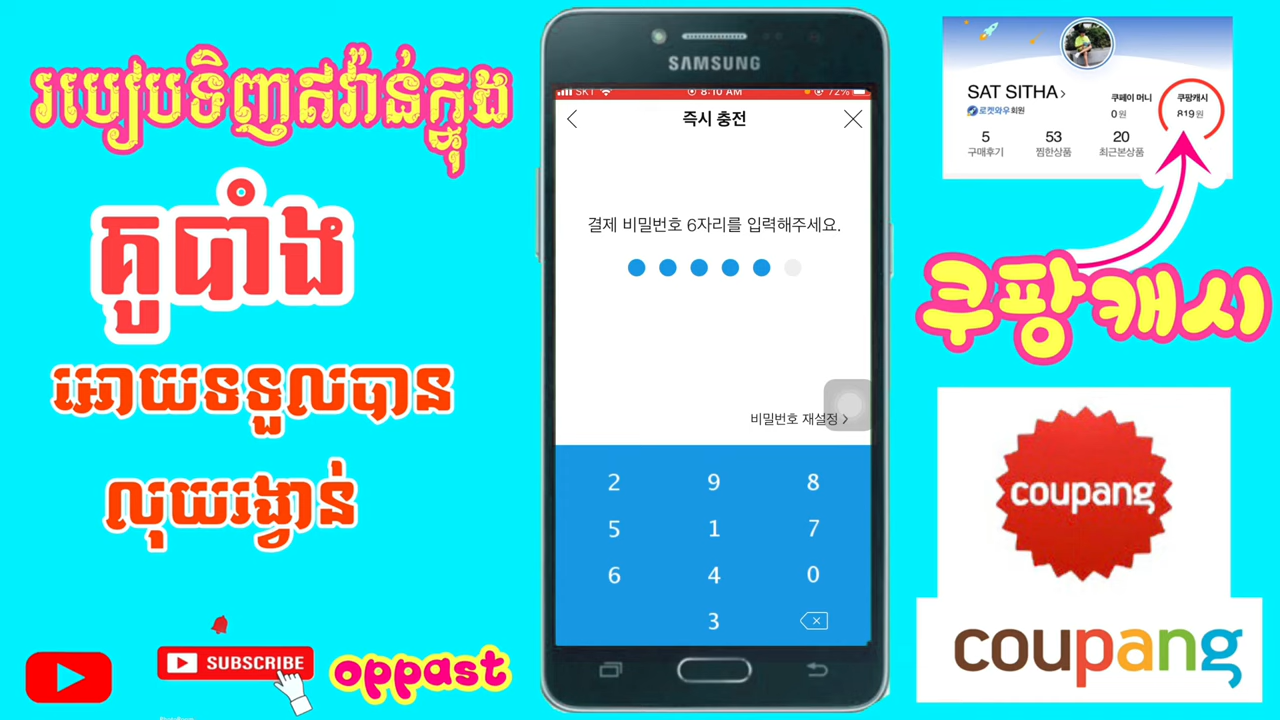 របៀបទិញឥវ៉ាន់ក្នុង
គូបាំង
អោយទទួលបាន
លុយរង្វាន់
SUBSCRIBE
oppast
SAMSUNG
SKT 8:10 AM 72%
즉시 충전
결제 비밀번호 6자리를 입력해주세요.
비밀번호 재설정 >
2 9 8
5 1 7
6 4 0
3
SAT SITHA >
로켓와우회원
쿠페이 머니 쿠팡캐시
0원 819원
5 53 20
구매후기 찜한상품 최근본상품
쿠팡캐시
coupang
coupang